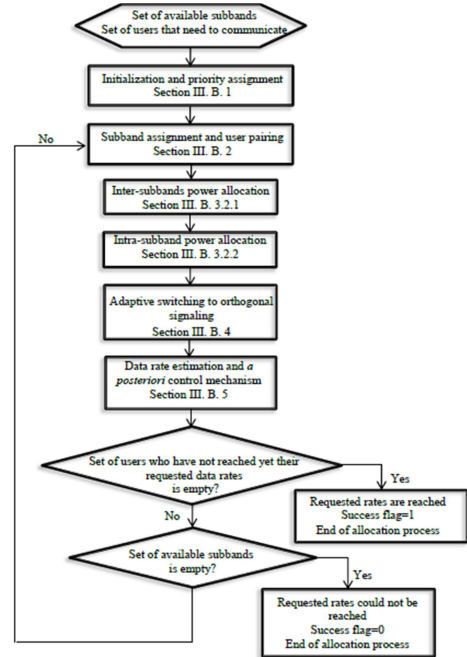 Set of available subbands
Set of users that need to communicate
Initialization and priority assignment
Section III. B. 1
No
Subband assignment and user pairing
Section III. B. 2
Inter-subbands power allocation
Section III. B. 3.2.1
Intra-subband power allocation
Section III. B. 3.2.2
Adaptive switching to orthogonal
signaling
Section III. B. 4
Data rate estimation and a
posteriori control mechanism
Section III. B. 5
Set of users who have not reached yet their
requested data rates
is empty?
Yes
Requested rates are reached
Success flag=1
End of allocation process
No
Set of available subbands
is empty?
Yes
Requested rates could not be
reached
Success flag=0
End of allocation process